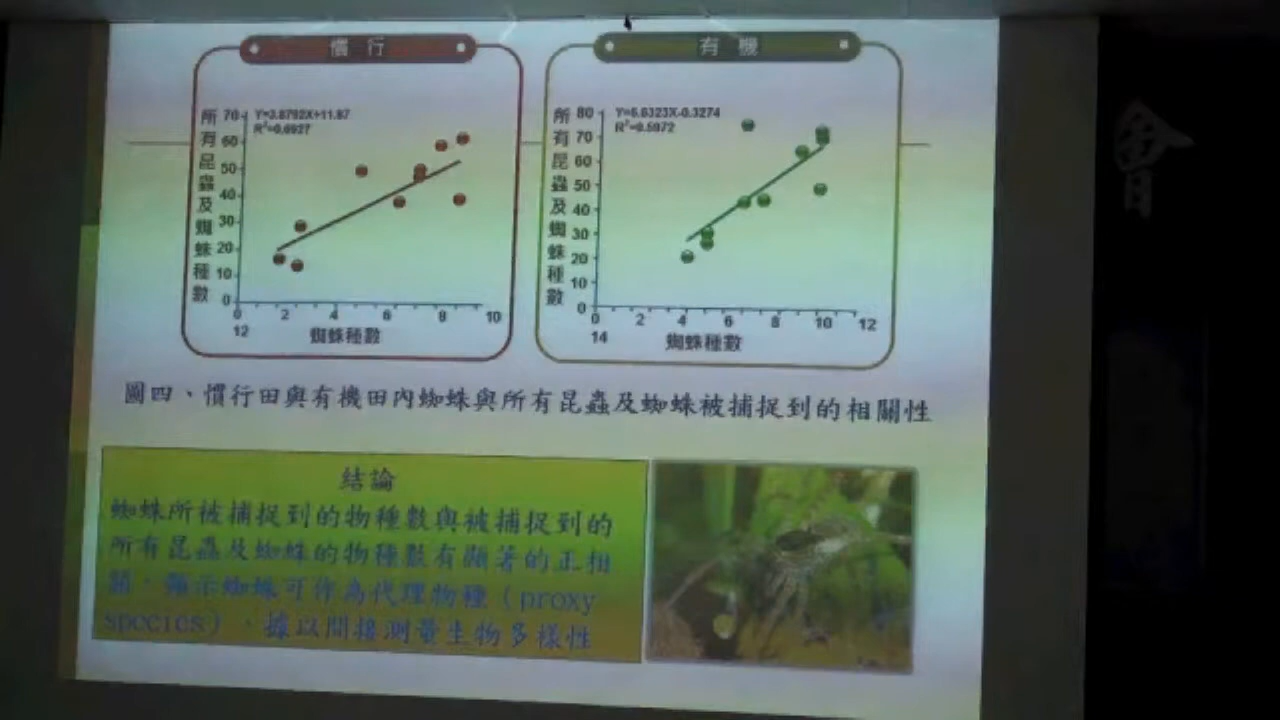 慣 行
有 機
Y=3.8792X+11.87
R²=0.6927
Y=6.6323X-0.3274
R²=0.5972
所有昆蟲及蜘蛛種數
70
60
50
40
30
20
10
0
0 2 4 6 8 10
12
蜘蛛種數
所有昆蟲及蜘蛛種數
80
70
60
50
40
30
20
10
0
0 2 4 6 8 10 12
14
蜘蛛種數
圖四、慣行田與有機田內蜘蛛與所有昆蟲及蜘蛛被捕捉到的相關性
結論
蜘蛛所被捕捉到的物種數與被捕捉到的
所有昆蟲及蜘蛛的物種數有顯著的正相
關，顯示蜘蛛可作為代理物種（proxy
species），據以間接測量生物多樣性
會